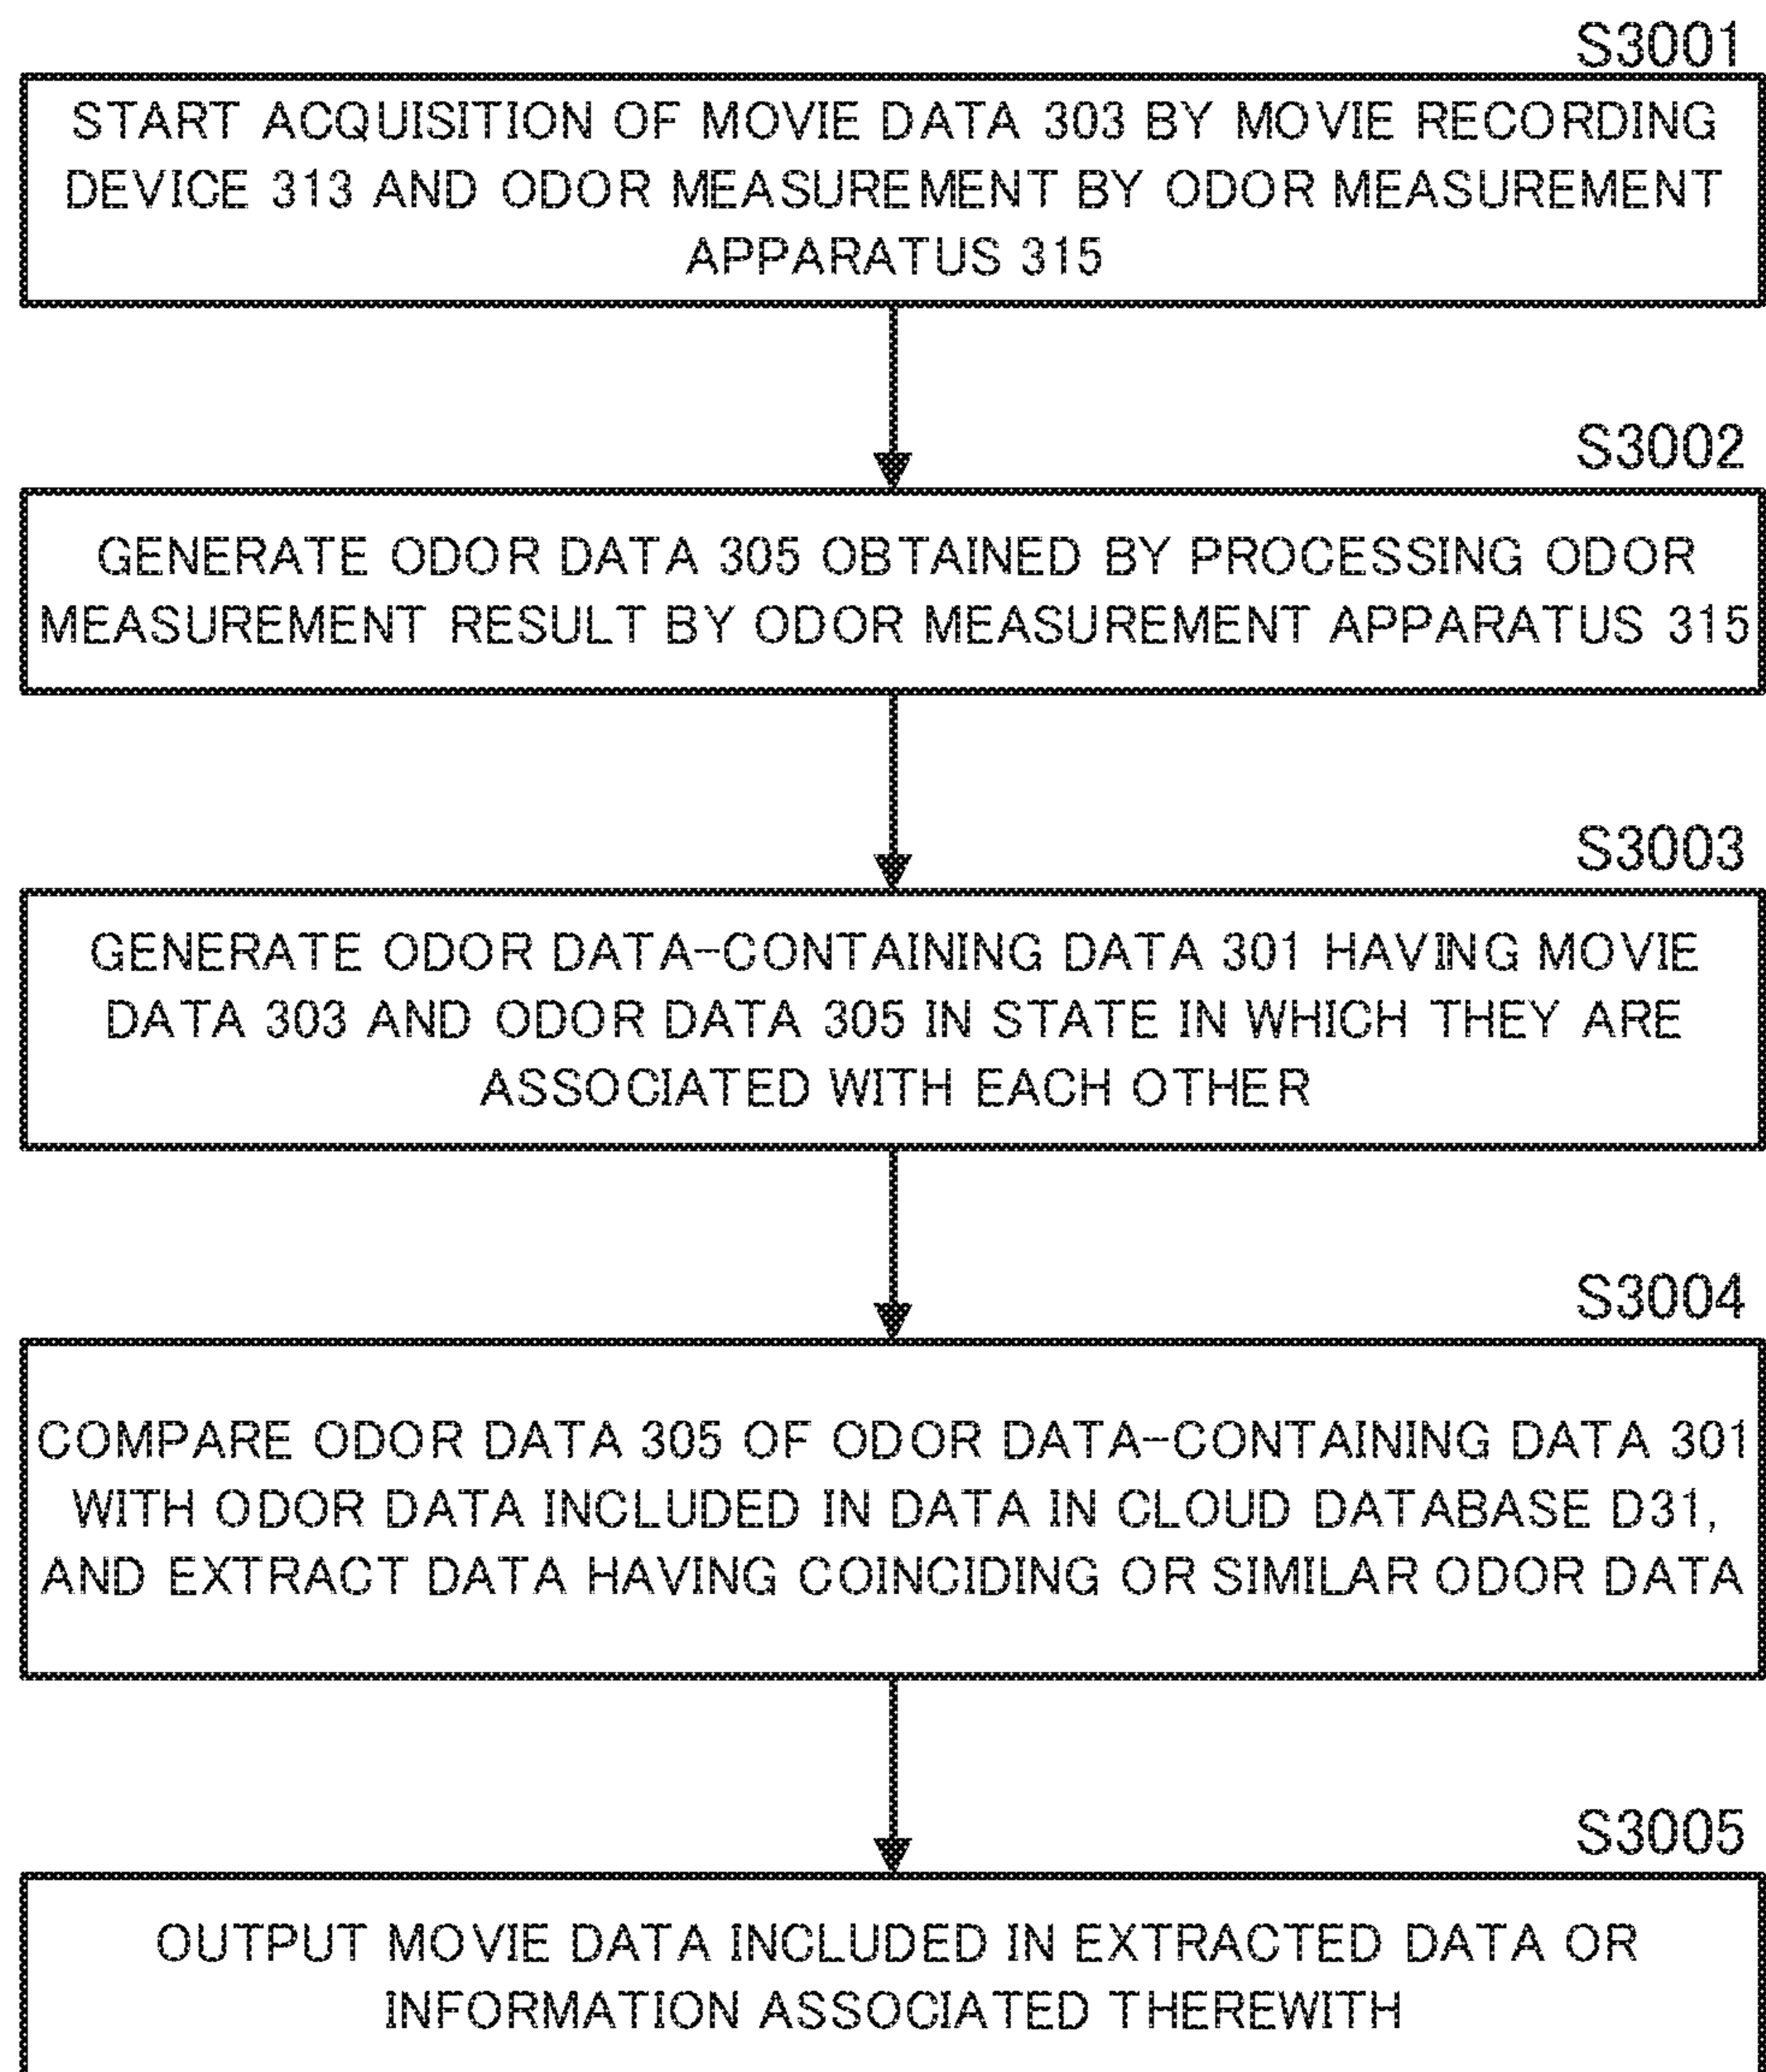 S3001
START ACQUISITION OF MOVIE DATA 303 BY MOVIE RECORDING
DEVICE 313 AND ODOR MEASUREMENT BY ODOR MEASUREMENT
APPARATUS 315
S3002
GENERATE ODOR DATA 305 OBTAINED BY PROCESSING ODOR
MEASUREMENT RESULT BY ODOR MEASUREMENT APPARATUS 315
S3003
GENERATE ODOR DATA-CONTAINING DATA 301 HAVING MOVIE
DATA 303 AND ODOR DATA 305 IN STATE IN WHICH THEY ARE
ASSOCIATED WITH EACH OTHER
S3004
COMPARE ODOR DATA 305 OF ODOR DATA-CONTAINING DATA 301
WITH ODOR DATA INCLUDED IN DATA IN CLOUD DATABASE D31,
AND EXTRACT DATA HAVING COINCIDING OR SIMILAR ODOR DATA
S3005
OUTPUT MOVIE DATA INCLUDED IN EXTRACTED DATA OR
INFORMATION ASSOCIATED THEREWITH